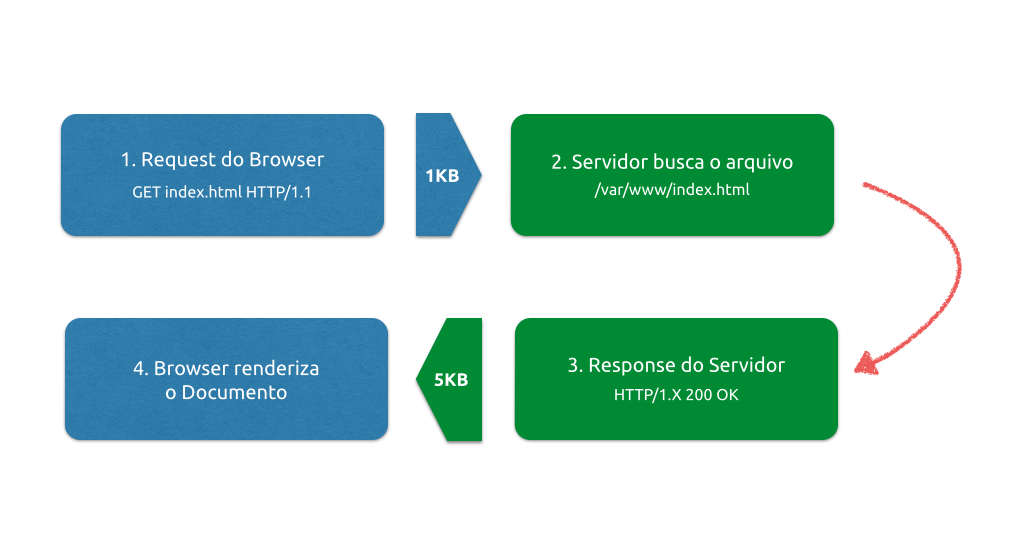 1. Request do Browser
GET index.html HTTP/1.1
1KB
2. Servidor busca o arquivo
/var/www/index.html
3. Response do Servidor
HTTP/1.X 200 OK
5KB
4. Browser renderiza
o Documento